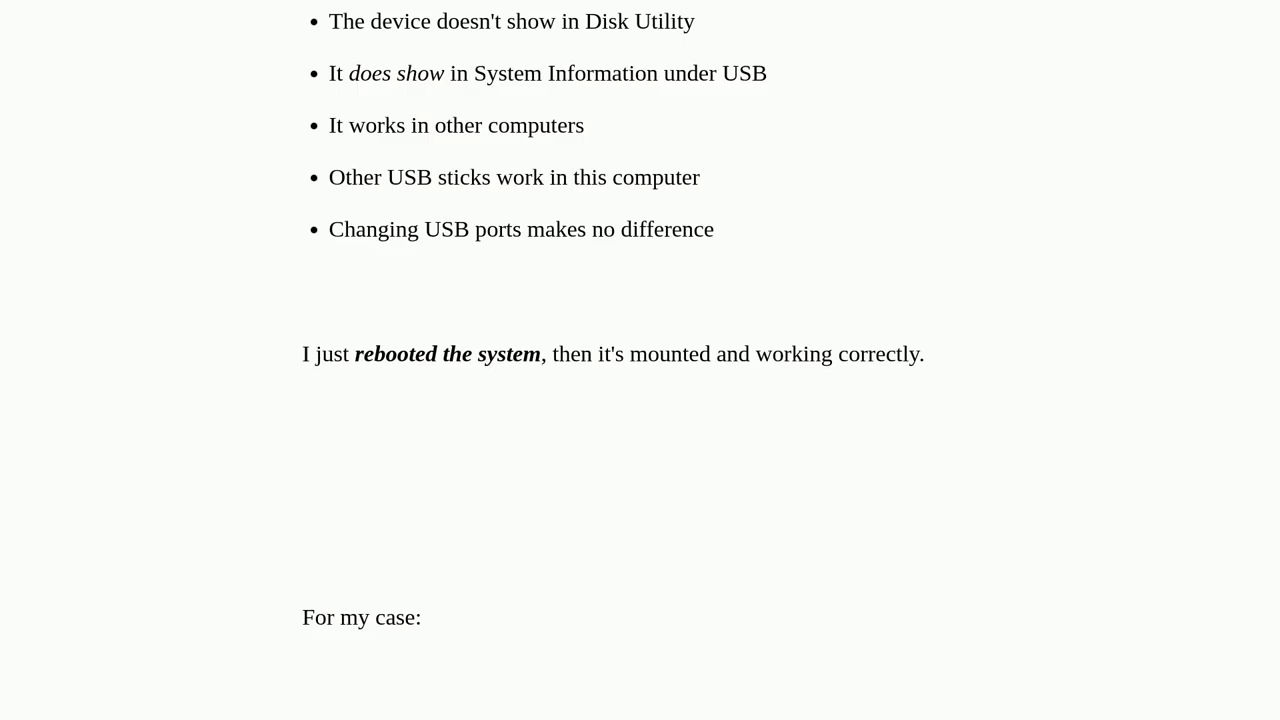 • The device doesn't show in Disk Utility
• It does show in System Information under USB
• It works in other computers
• Other USB sticks work in this computer
• Changing USB ports makes no difference
I just rebooted the system, then it's mounted and working correctly.
For my case: